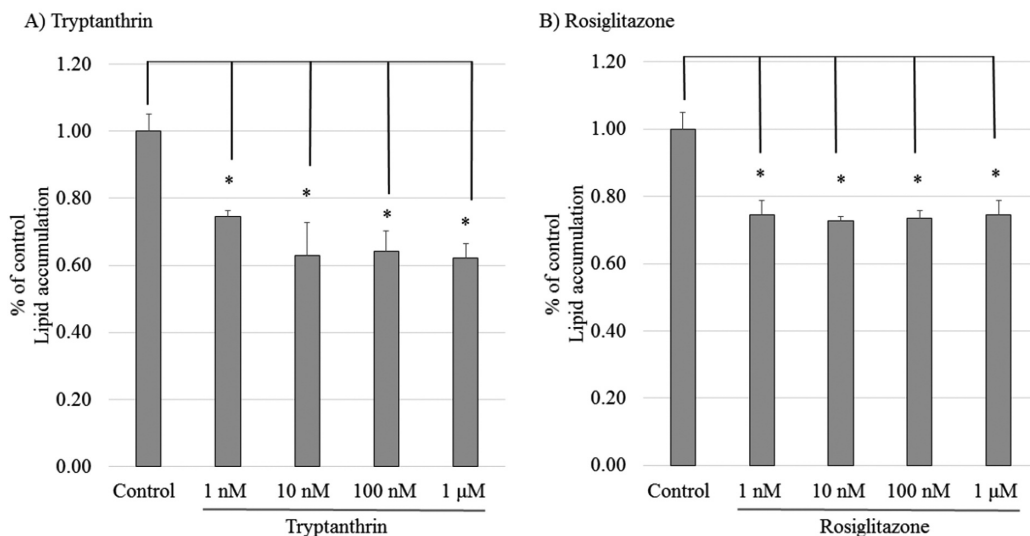 A) Tryptanthrin
% of control
Lipid accumulation
1.20
1.00
0.80
0.60
0.40
0.20
0.00
*
*
*
*
Control
1 nM
10 nM
100 nM
1 μM
Tryptanthrin
B) Rosiglitazone
% of control
Lipid accumulation
1.20
1.00
0.80
0.60
0.40
0.20
0.00
*
*
*
*
Control
1 nM
10 nM
100 nM
1 μM
Rosiglitazone